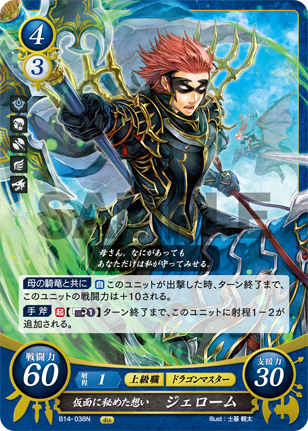 4
3
SAMPLE
母さん。なにがあっても
あなただけは私が守ってみせる。
母の騎竜と共に 自 このユニットが出撃した時、ターン終了まで、
このユニットの戦闘力は+10される。
手斧 起 【1】 ターン終了まで、このユニットに射程1-2が
追加される。
戦闘力
60
射程 1
上級職
ドラゴンマスター
支援力
30
仮面に秘めた想い ジェローム
B14-038N
Illust:土基 軽太